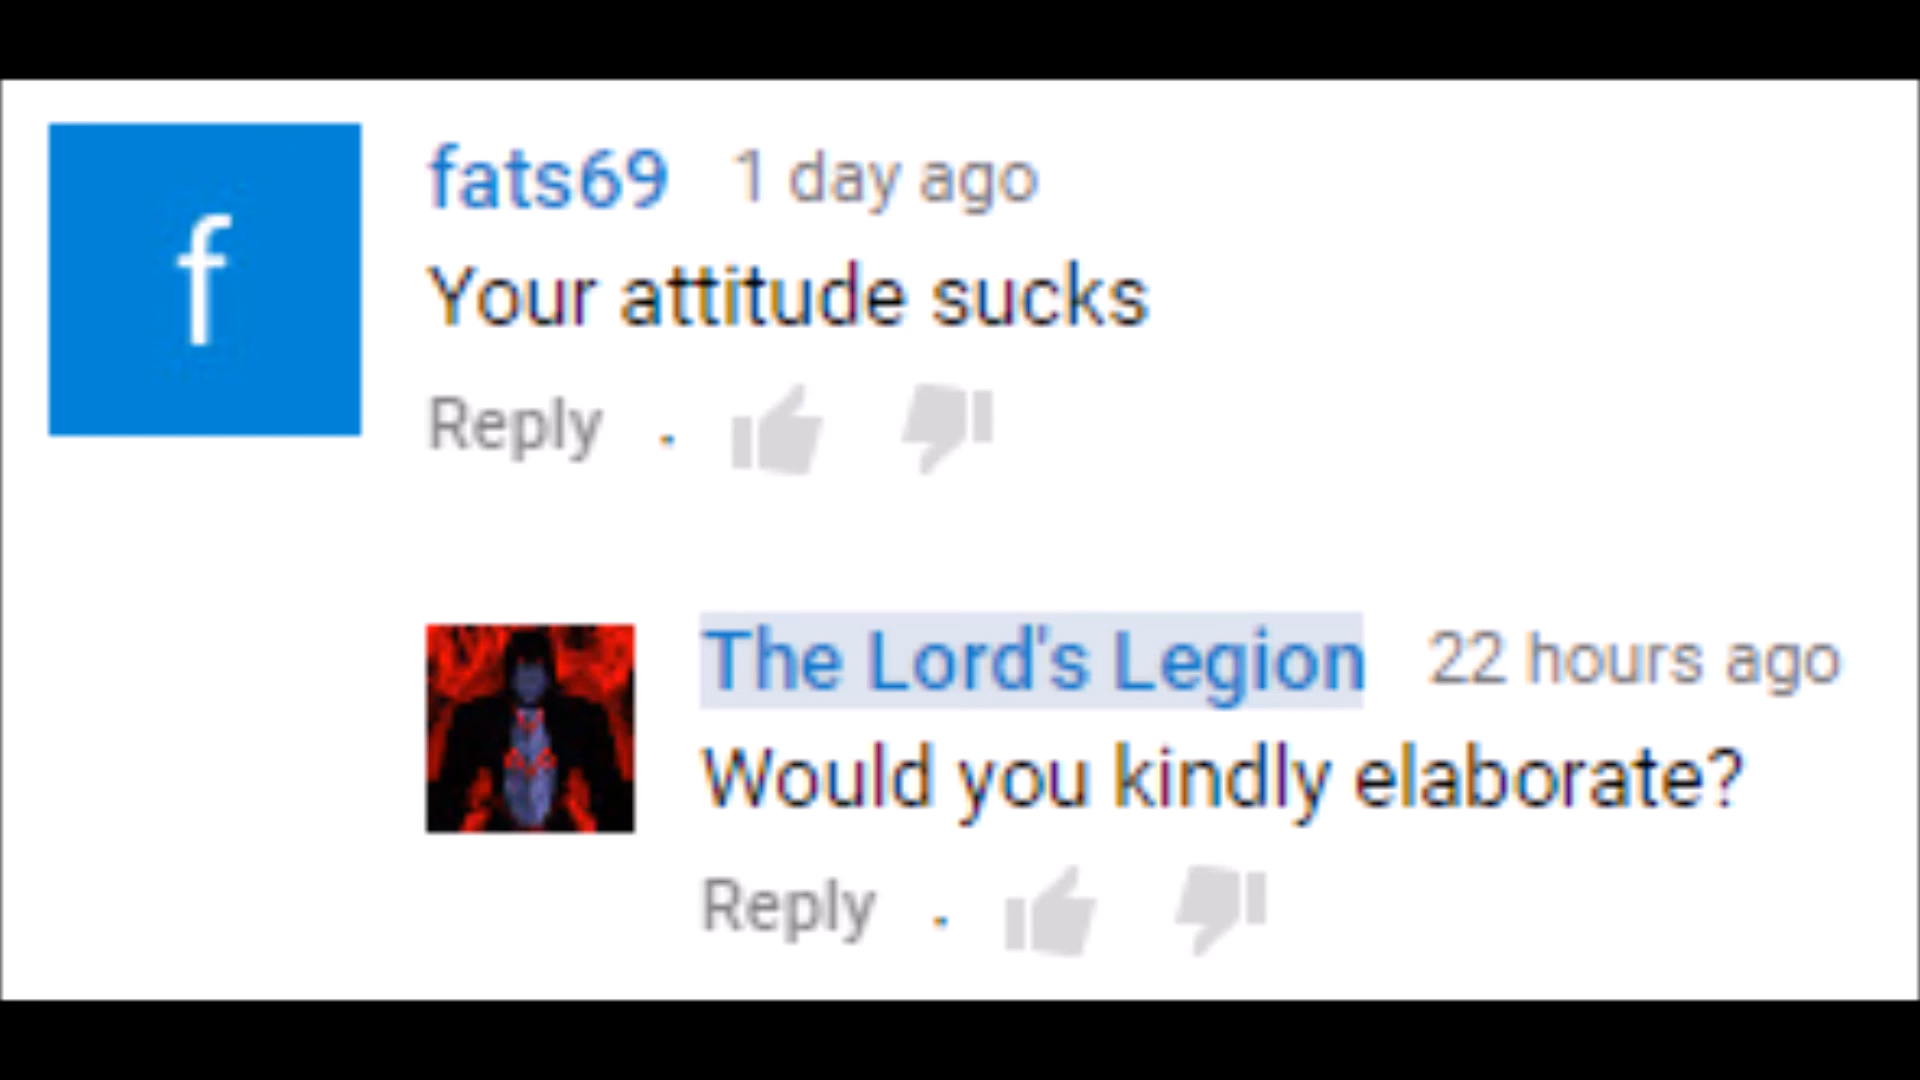 f
fats69 1 day ago
Your attitude sucks
Reply ·
The Lord's Legion 22 hours ago
Would you kindly elaborate?
Reply ·